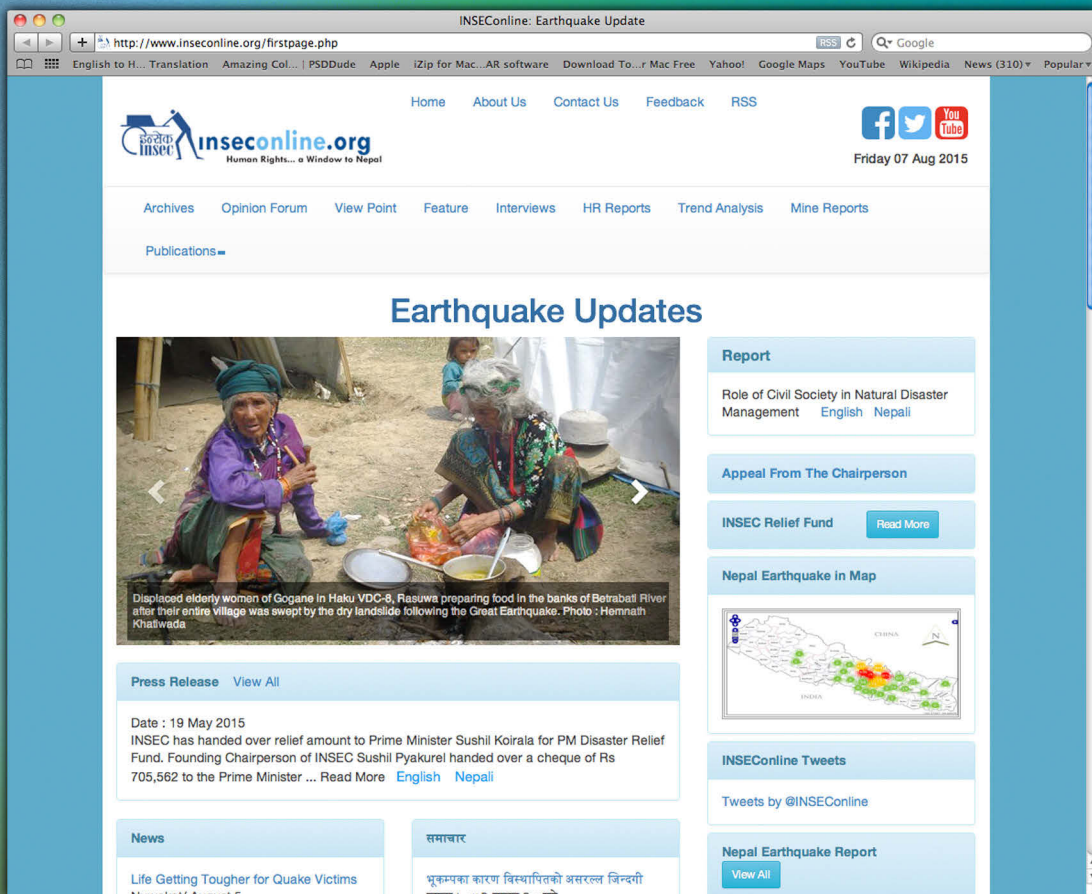 INSEConline: Earthquake Update
http://www.inseconline.org/firstpage.php
RSS
Google
English to H... Translation Amazing Col... | PSDDude Apple iZip for Mac...AR software Download To...r Mac Free Yahoo! Google Maps YouTube Wikipedia News (310) Popular
Home About Us Contact Us Feedback RSS
इन्सेक
insec
inseconline.org
Human Rights... a Window to Nepal
You
Tube
Friday 07 Aug 2015
Archives Opinion Forum View Point Feature Interviews HR Reports Trend Analysis Mine Reports
Publications
Earthquake Updates
Displaced elderly women of Gogane in Haku VDC-8, Rasuwa preparing food in the banks of Betrabati River
after their entire village was swept by the dry landslide following the Great Earthquake. Photo : Hemnath
Khatiwada
Report
Role of Civil Society in Natural Disaster
Management English Nepali
Appeal From The Chairperson
INSEC Relief Fund Read More
Nepal Earthquake in Map
CHINA
N
INDIA
Press Release View All
Date : 19 May 2015
INSEC has handed over relief amount to Prime Minister Sushil Koirala for PM Disaster Relief
Fund. Founding Chairperson of INSEC Sushil Pyakurel handed over a cheque of Rs
705,562 to the Prime Minister ... Read More English Nepali
INSEConline Tweets
Tweets by @INSEConline
News
Life Getting Tougher for Quake Victims
समाचार
भूकम्पका कारण विस्थापितको असरल्ल जिन्दगी
Nepal Earthquake Report
View All